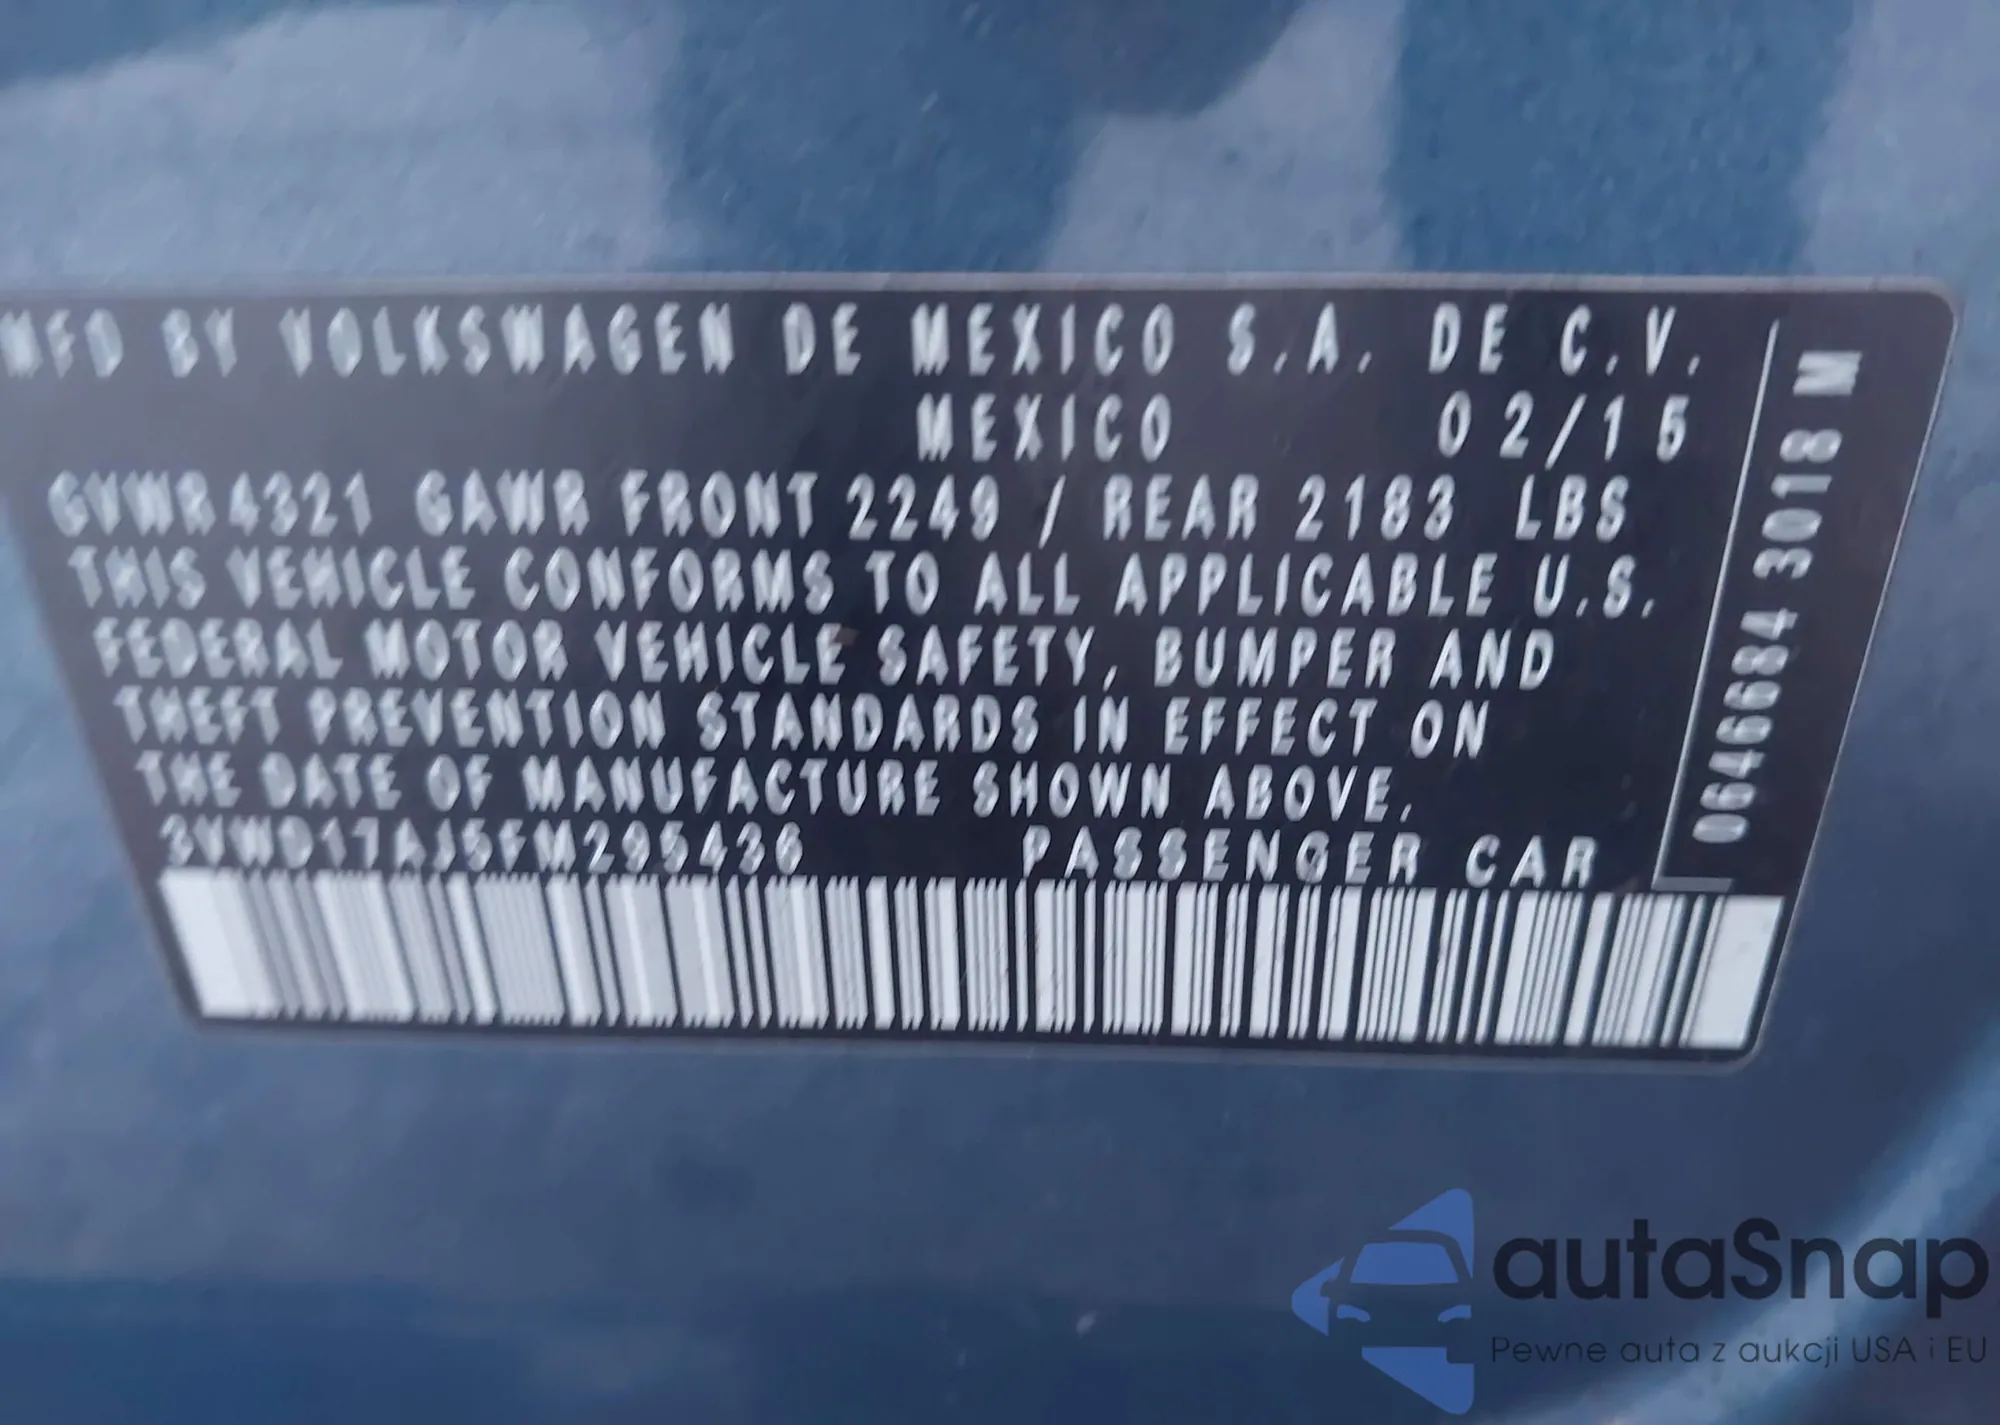 MFD BY VOLKSWAGEN DE MEXICO S.A. DE C.V.
MEXICO 02/15
GVWR 4321 GAWR FRONT 2249 / REAR 2183 LBS
THIS VEHICLE CONFORMS TO ALL APPLICABLE U.S.
FEDERAL MOTOR VEHICLE SAFETY, BUMPER AND
THEFT PREVENTION STANDARDS IN EFFECT ON
THE DATE OF MANUFACTURE SHOWN ABOVE.
3VWD17AJ5FM295436 PASSENGER CAR
0646684 30018 M
autaSnap
Pewne auta z aukcji USA i EU